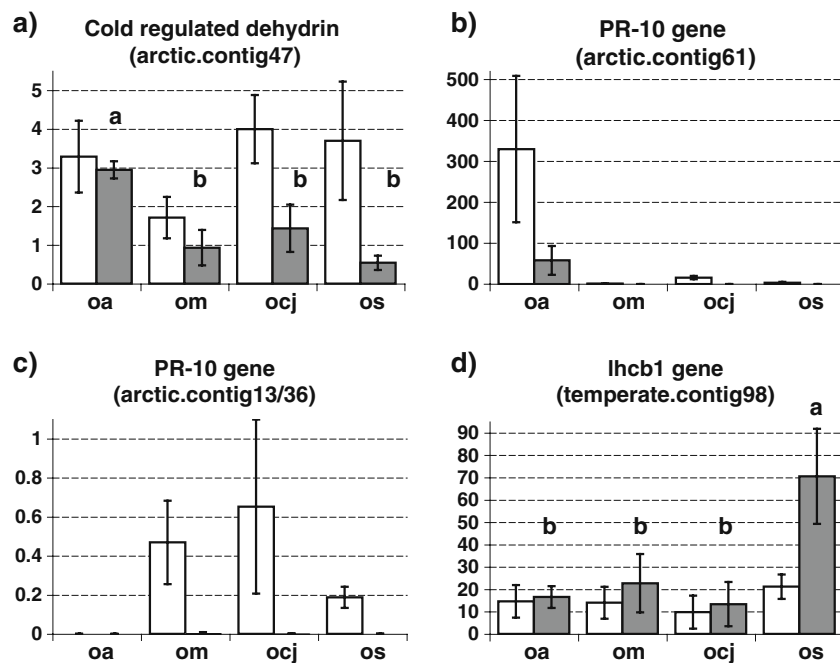 a) Cold regulated dehydrin
(arctic.contig47)
5
4
3
2
1
0
a
b
b
b
oa om ocj os
b) PR-10 gene
(arctic.contig61)
500
400
300
200
100
0
oa om ocj os
c) PR-10 gene
(arctic.contig13/36)
1
0.8
0.6
0.4
0.2
0
oa om ocj os
d) lhcb1 gene
(temperate.contig98)
90
80
70
60
50
40
30
20
10
0
b
b
b
a
oa om ocj os